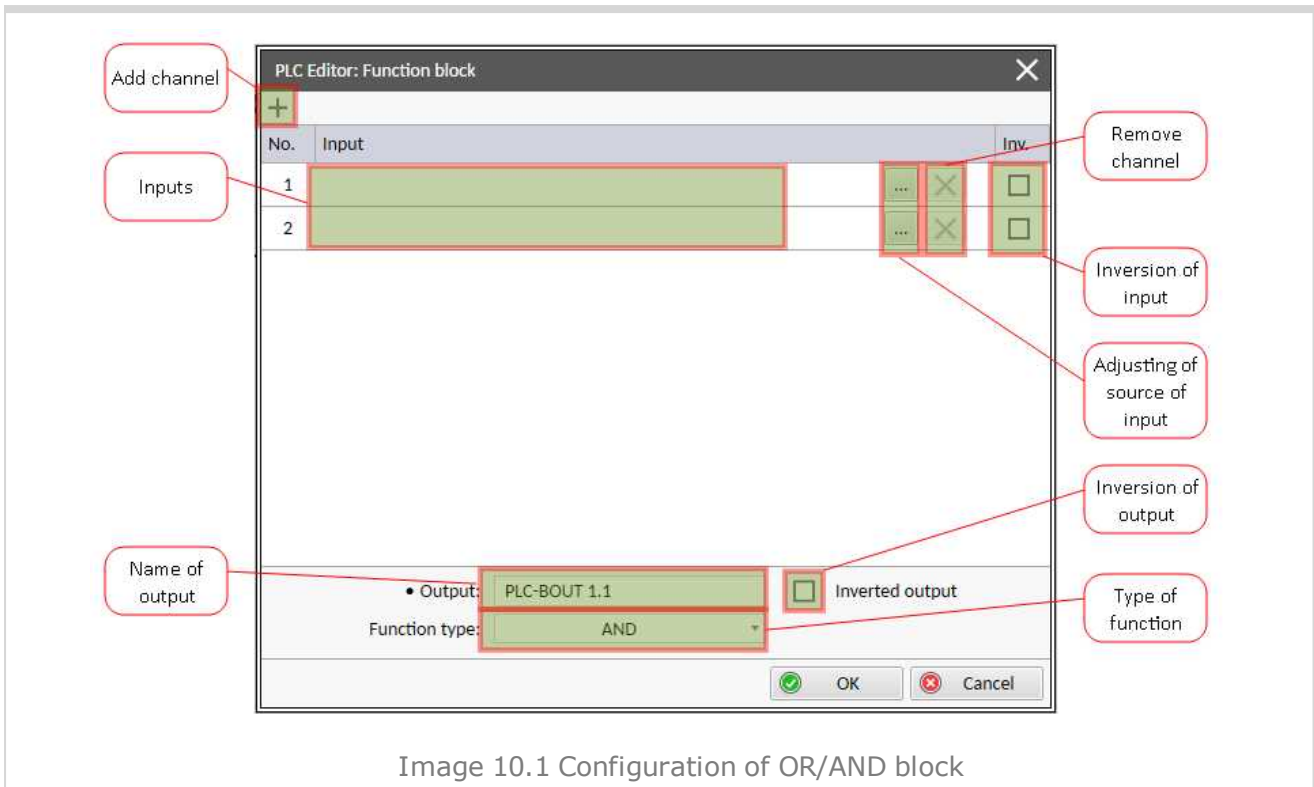 Add channel
PLC Editor: Function block
No. Input Inv.
Remove
channel
Inputs
1 ...
2 ...
Inversion of
input
Adjusting of
source of
input
Inversion of
output
Name of
output
• Output: PLC-BOUT 1.1 Inverted output
Function type: AND
Type of
function
OK Cancel
Image 10.1 Configuration of OR/AND block